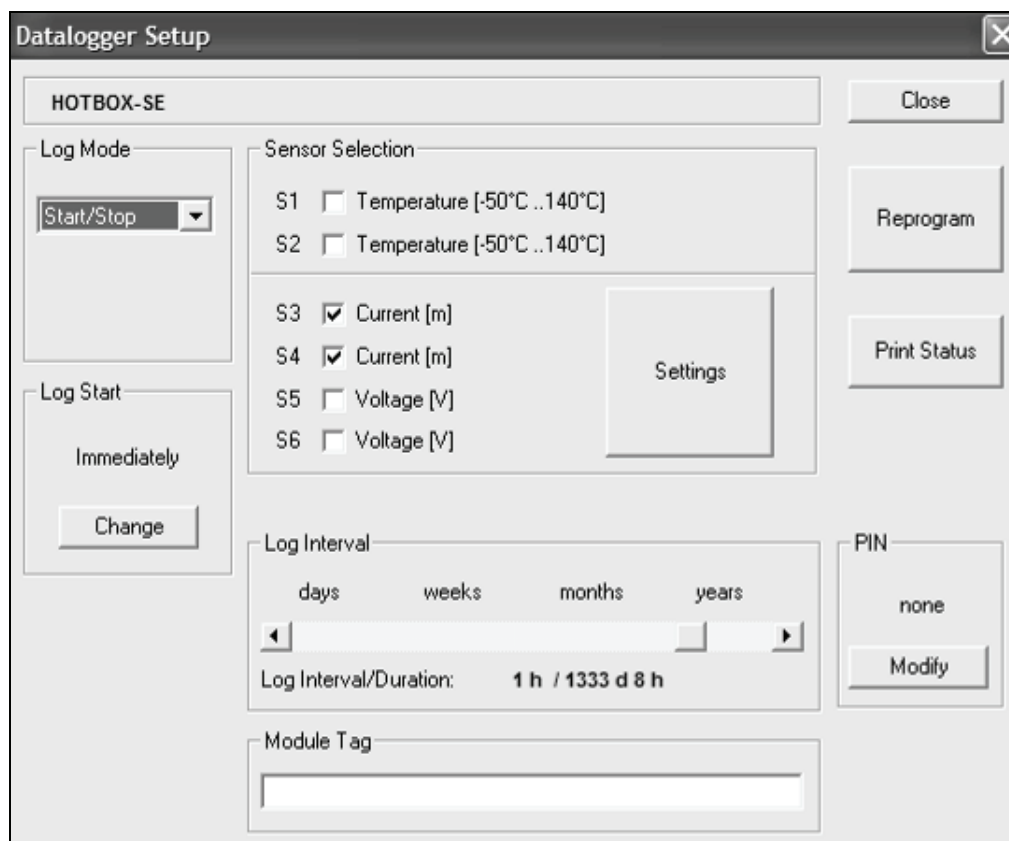 Datalogger Setup
HOTBOX-SE
Close
Log Mode
Start/Stop
Sensor Selection
S1 Temperature [-50°C ..140°C]
S2 Temperature [-50°C ..140°C]
S3 Current [m]
S4 Current [m]
S5 Voltage [V]
S6 Voltage [V]
Settings
Reprogram
Print Status
Log Start
Immediately
Change
Log Interval
days weeks months years
Log Interval/Duration: 1 h / 1333 d 8 h
PIN
none
Modify
Module Tag